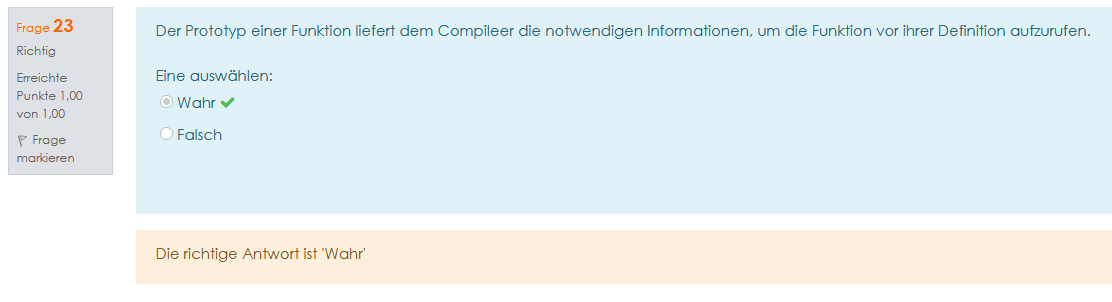 Frage 23
Richtig
Erreichte
Punkte 1,00
von 1,00
Frage
markieren
Der Prototyp einer Funktion liefert dem Compileer die notwendigen Informationen, um die Funktion vor ihrer Definition aufzurufen.
Eine auswählen:
Wahr
Falsch
Die richtige Antwort ist 'Wahr'